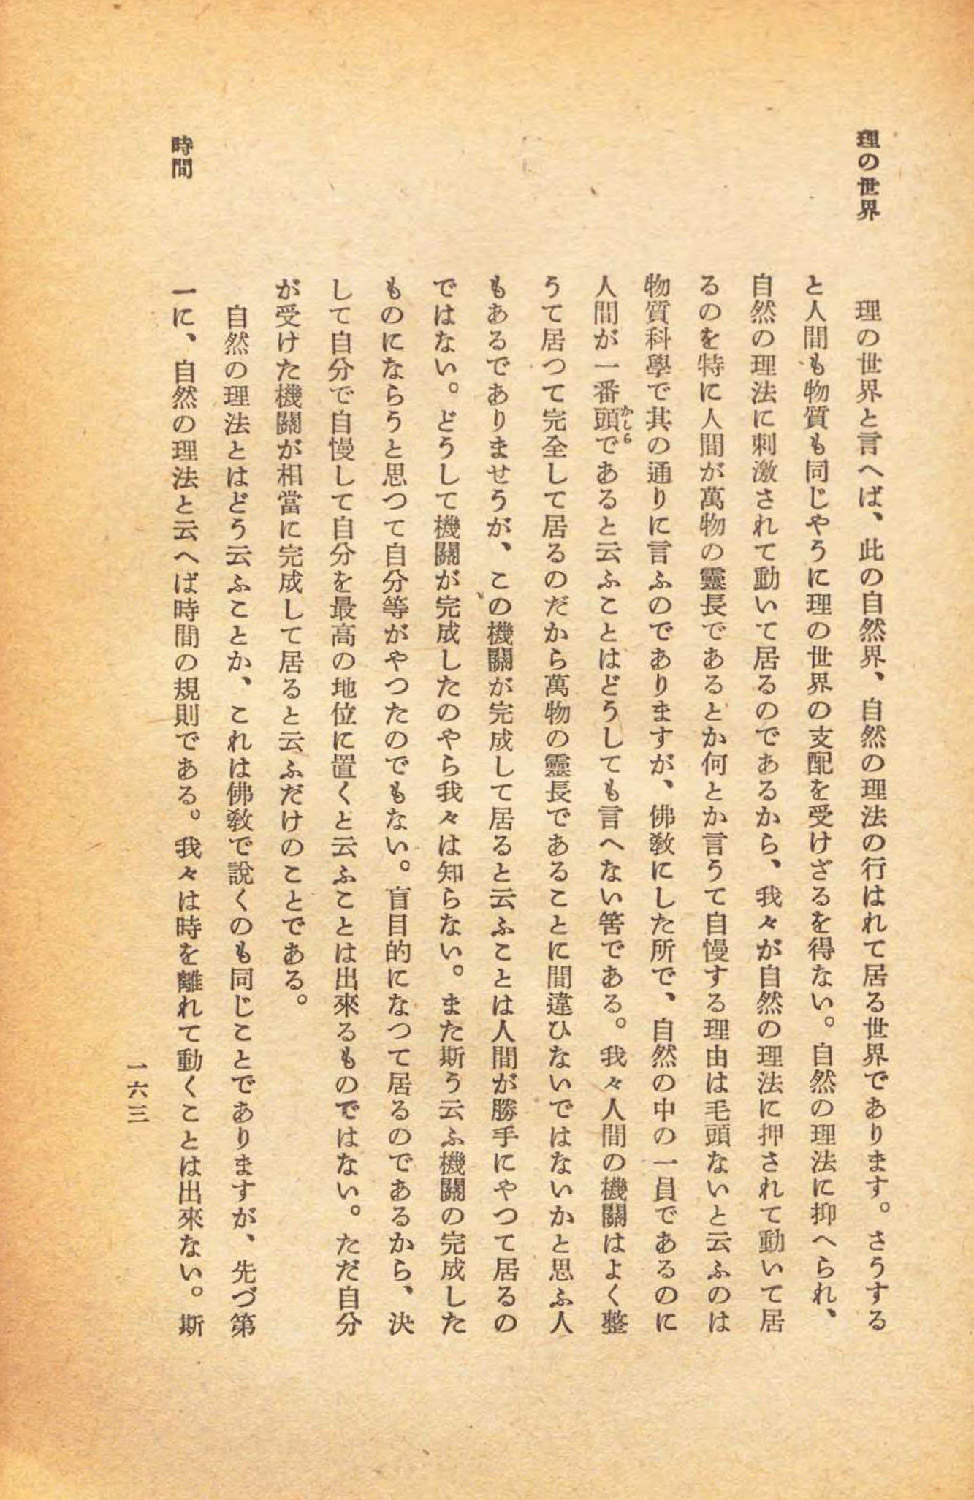 理の世界
理の世界と言へば、此の自然界、自然の理法の行はれて居る世界であります。さうする
と人間も物質も同じやうに理の世界の支配を受けざるを得ない。自然の理法に抑へられ、
自然の理法に刺激されて動いて居るのであるから、我々が自然の理法に押されて動いて居
るのを特に人間が萬物の靈長であるとか何とか言うて自慢する理由は毛頭ないと云ふのは
物質科學で其の通りに言ふのでありますが、佛教にした所で、自然の中の一員であるのに
人間が一番頭であると云ふことはどうしても言へない筈である。我々人間の機關はよく整
かしら
うて居つて完全して居るのだから萬物の靈長であることに間違ひないではないかと思ふ人
もあるでありませうが、この機關が完成して居ると云ふことは人間が勝手にやつて居るの
ではない。どうして機關が完成したのやら我々は知らない。また斯う云ふ機關の完成した
ものにならうと思つて自分等がやつたのでもない。盲目的になつて居るのであるから、決
して自分で自慢して自分を最高の地位に置くと云ふことは出來るものではない。ただ自分
が受けた機關が相當に完成して居ると云ふだけのことである。
自然の理法とはどう云ふことか、これは佛教で說くのも同じことでありますが、先づ第
時間
一に、自然の理法と云へば時間の規則である。我々は時を離れて動くことは出來ない。斯
一六三